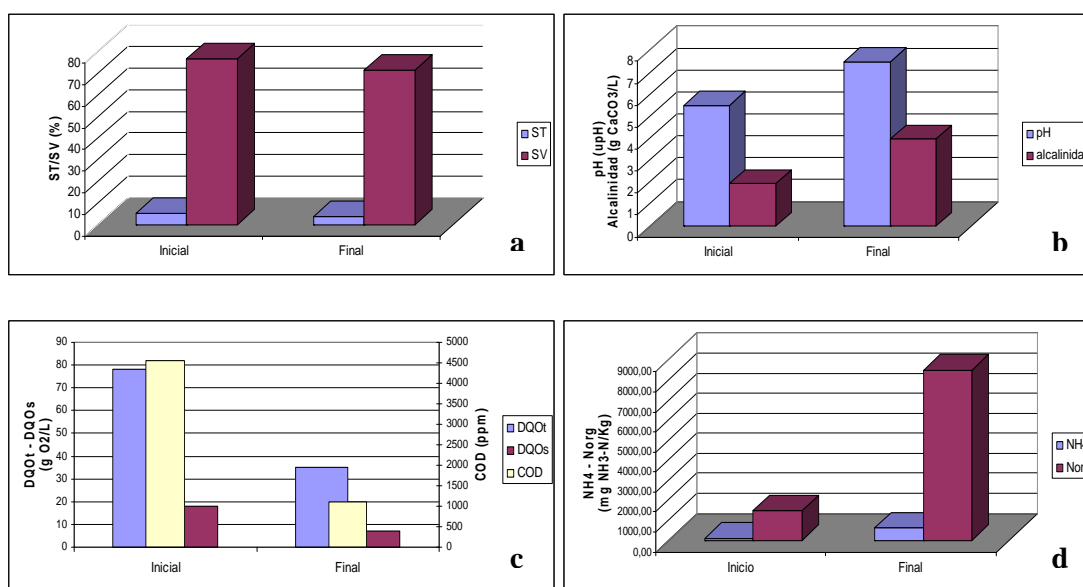 ST/SV (%)
80
70
60
50
40
30
20
10
0
Inicial
Final
ST
SV
a
pH (upH)
Alcalinidad (g CaCO3/L)
8
7
6
5
4
3
2
1
0
Inicial
Final
pH
alcalinida
b
DQOt - DQOs
(g O2/L)
90
80
70
60
50
40
30
20
10
0
Inicial
Final
5000
4500
4000
3500
3000
2500
2000
1500
1000
500
0
COD (ppm)
DQOt
DQOs
COD
c
NH4 - Norg
(mg NH3-N/Kg)
9000,00
8000,00
7000,00
6000,00
5000,00
4000,00
3000,00
2000,00
1000,00
0,00
Inicio
Final
NH4
Nor
d